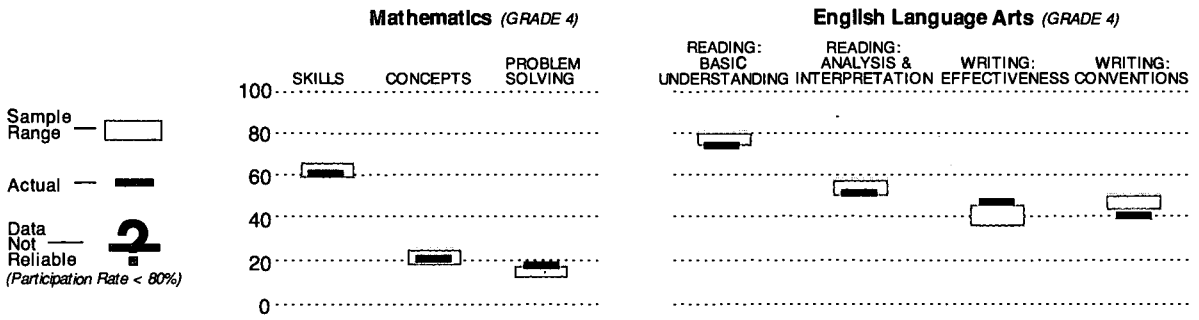 Mathematics (GRADE 4)
SKILLS
CONCEPTS
PROBLEM
SOLVING
English Language Arts (GRADE 4)
READING:
BASIC
UNDERSTANDING
READING:
ANALYSIS &
INTERPRETATION
WRITING:
EFFECTIVENESS
WRITING:
CONVENTIONS
100
80
60
40
20
0
Sample
Range
Actual
Data
Not
Reliable
?
(Participation Rate < 80%)